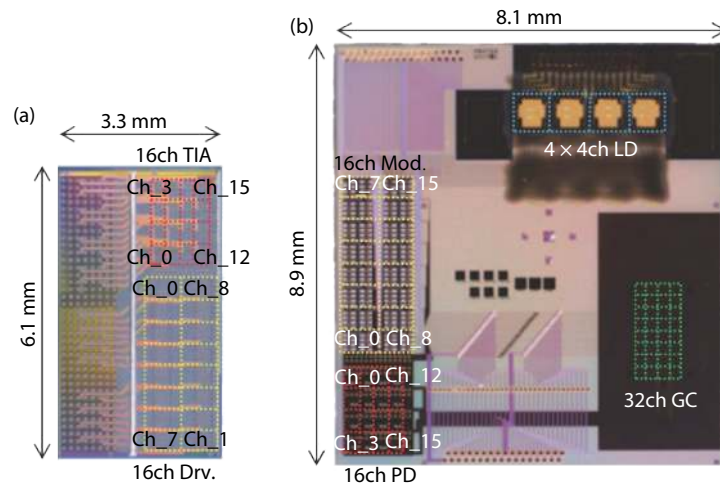 (a)
3.3 mm
16ch TIA
6.1 mm
Ch_3 Ch_15
Ch_0 Ch_12
Ch_0 Ch_8
Ch_7 Ch_1
16ch Drv.
(b)
8.1 mm
8.9 mm
4 × 4ch LD
16ch Mod.
Ch_7 Ch_15
Ch_0 Ch_8
Ch_0 Ch_12
Ch_3 Ch_15
16ch PD
32ch GC